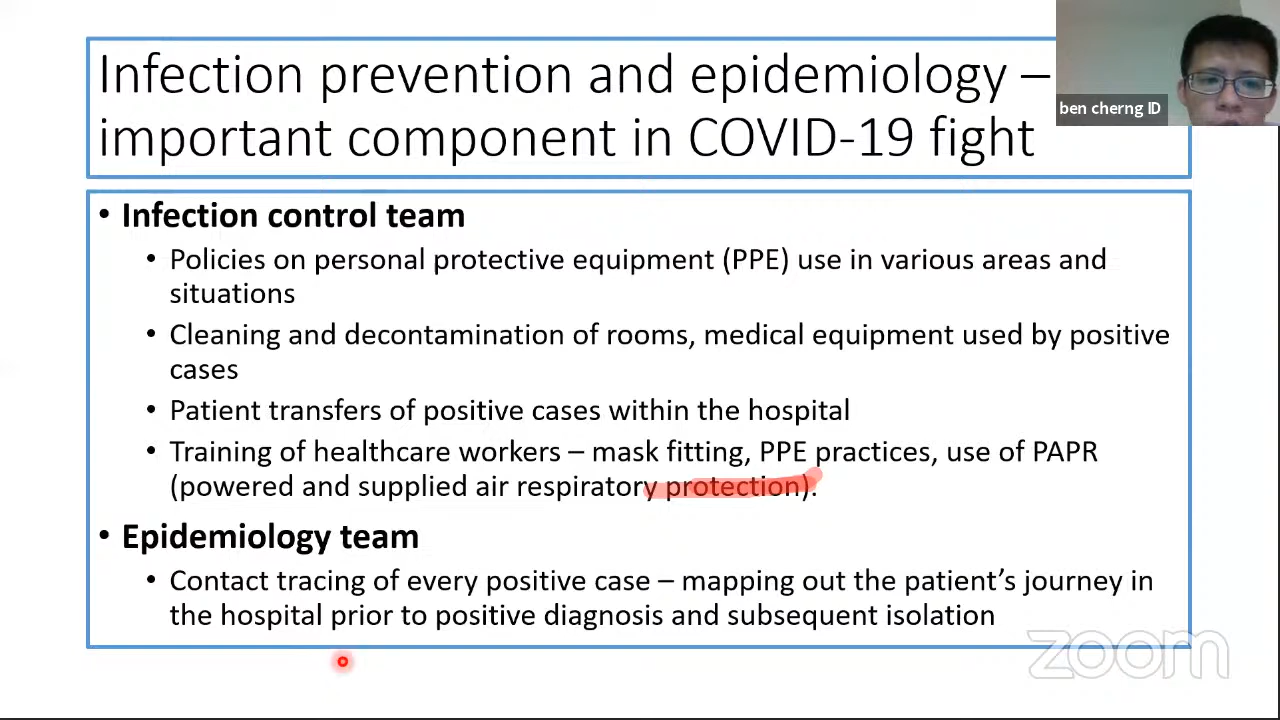 Infection prevention and epidemiology –
important component in COVID-19 fight
ben cherng ID
• Infection control team
• Policies on personal protective equipment (PPE) use in various areas and
situations
• Cleaning and decontamination of rooms, medical equipment used by positive
cases
• Patient transfers of positive cases within the hospital
• Training of healthcare workers – mask fitting, PPE practices, use of PAPR
(powered and supplied air respiratory protection).
• Epidemiology team
• Contact tracing of every positive case – mapping out the patient’s journey in
the hospital prior to positive diagnosis and subsequent isolation
zoom